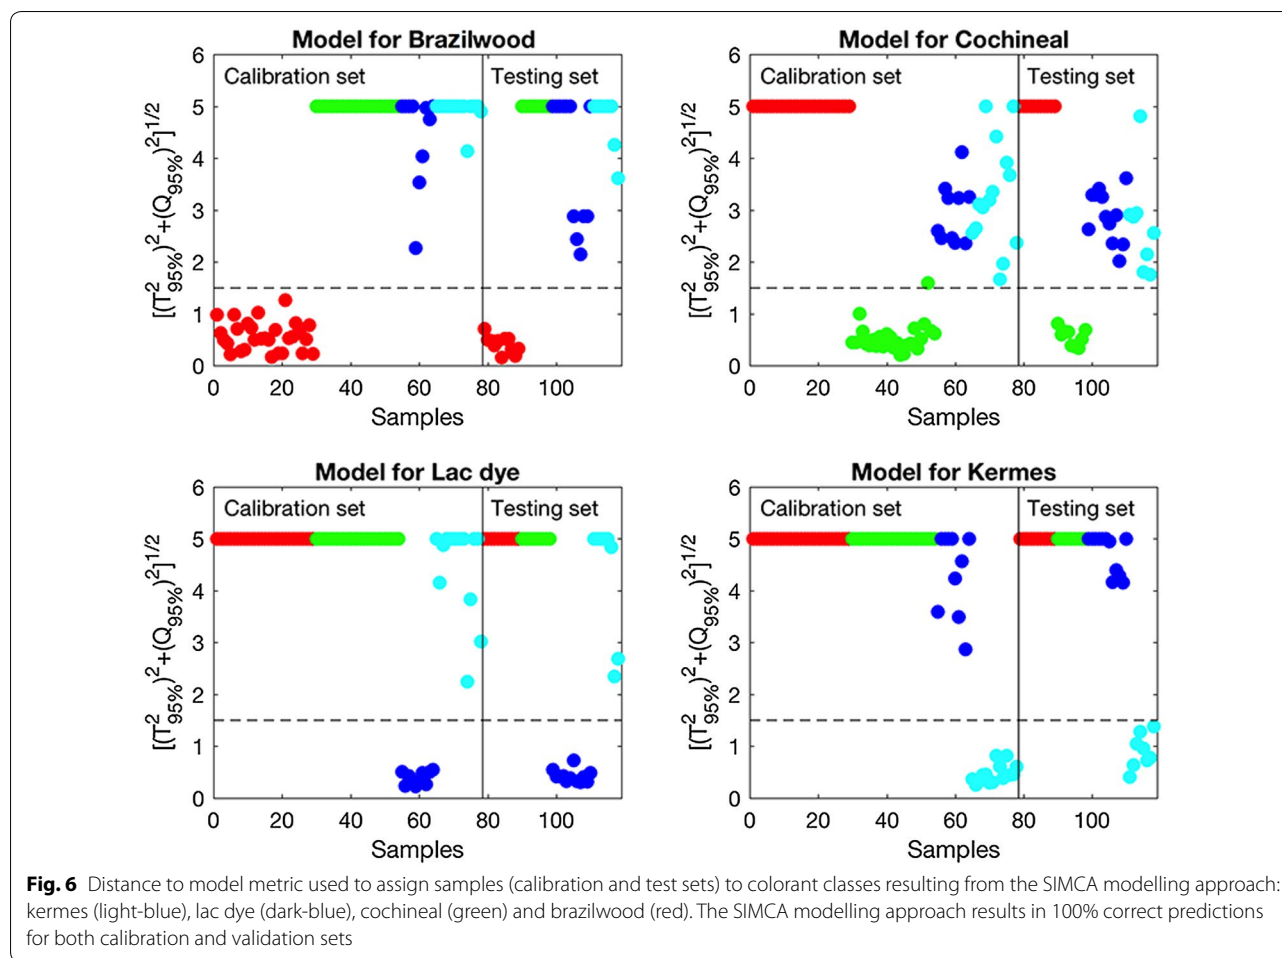 Model for Brazilwood
Calibration set
Testing set
[(T²95%)²+(Q95%)²]1/2
6
5
4
3
2
1
0
0 20 40 60 80 100
Samples
Model for Cochineal
Calibration set
Testing set
[(T²95%)²+(Q95%)²]1/2
6
5
4
3
2
1
0
0 20 40 60 80 100
Samples
Model for Lac dye
Calibration set
Testing set
[(T²95%)²+(Q95%)²]1/2
6
5
4
3
2
1
0
0 20 40 60 80 100
Samples
Model for Kermes
Calibration set
Testing set
[(T²95%)²+(Q95%)²]1/2
6
5
4
3
2
1
0
0 20 40 60 80 100
Samples
Fig. 6 Distance to model metric used to assign samples (calibration and test sets) to colorant classes resulting from the SIMCA modelling approach:
kermes (light-blue), lac dye (dark-blue), cochineal (green) and brazilwood (red). The SIMCA modelling approach results in 100% correct predictions
for both calibration and validation sets